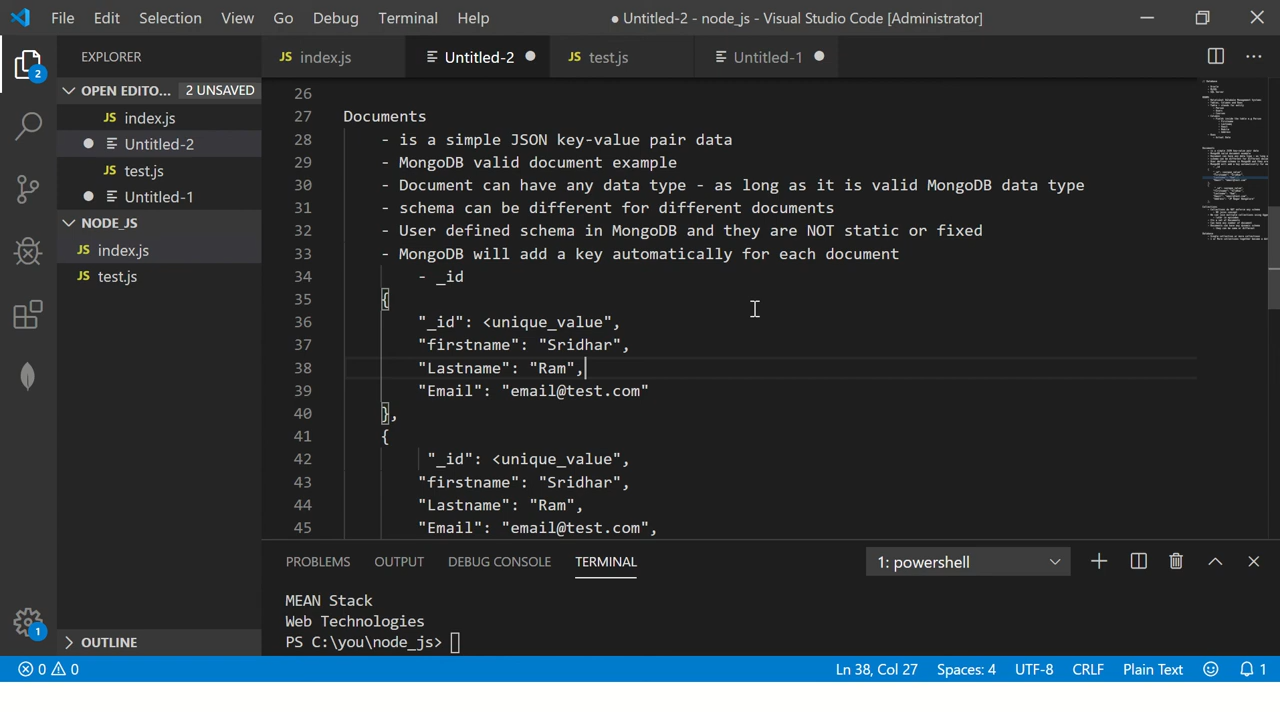 File Edit Selection View Go Debug Terminal Help ● Untitled-2 - node_js - Visual Studio Code [Administrator]
EXPLORER
JS index.js Untitled-2 JS test.js Untitled-1
2
OPEN EDITO... 2 UNSAVED
JS index.js
Untitled-2
JS test.js
Untitled-1
NODE_JS
JS index.js
JS test.js
OUTLINE
1
26
27 Documents
28 - is a simple JSON key-value pair data
29 - MongoDB valid document example
30 - Document can have any data type - as long as it is valid MongoDB data type
31 - schema can be different for different documents
32 - User defined schema in MongoDB and they are NOT static or fixed
33 - MongoDB will add a key automatically for each document
34 - _id
35 {
36 "_id": <unique_value",
37 "firstname": "Sridhar",
38 "Lastname": "Ram",
39 "Email": "email@test.com"
40 },
41 {
42 "_id": <unique_value",
43 "firstname": "Sridhar",
44 "Lastname": "Ram",
45 "Email": "email@test.com",
PROBLEMS OUTPUT DEBUG CONSOLE TERMINAL 1: powershell
MEAN Stack
Web Technologies
PS C:\you\node_js>
0 0 Ln 38, Col 27 Spaces: 4 UTF-8 CRLF Plain Text 1